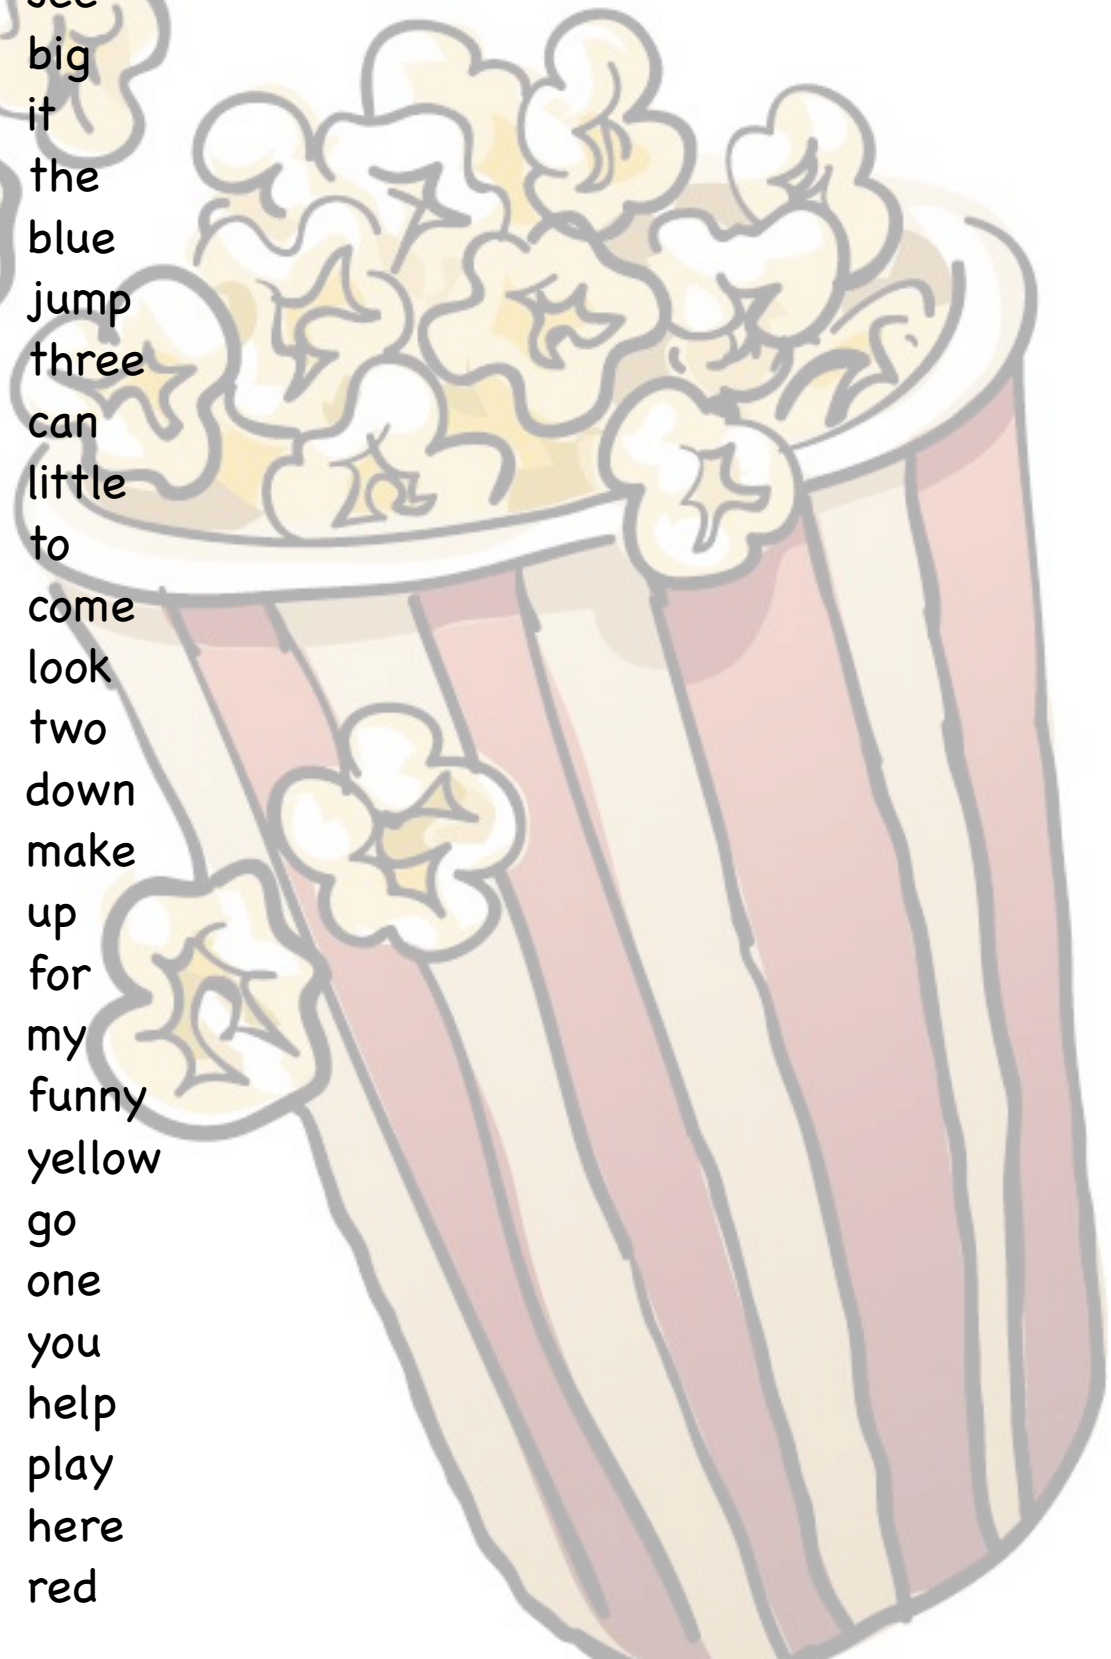 see
big
it
the
blue
jump
three
can
little
to
come
look
two
down
make
up
for
my
funny
yellow
go
one
you
help
play
here
red